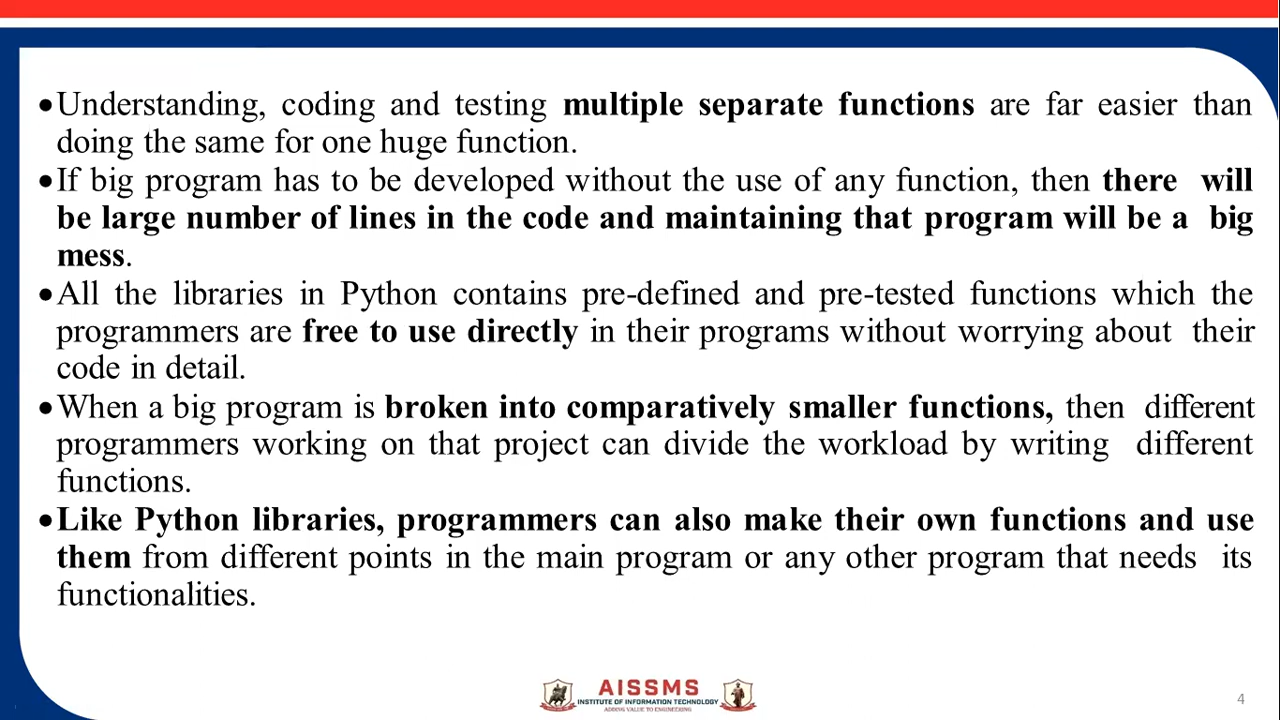 •Understanding, coding and testing multiple separate functions are far easier than
doing the same for one huge function.
•If big program has to be developed without the use of any function, then there will
be large number of lines in the code and maintaining that program will be a big
mess.
•All the libraries in Python contains pre-defined and pre-tested functions which the
programmers are free to use directly in their programs without worrying about their
code in detail.
•When a big program is broken into comparatively smaller functions, then different
programmers working on that project can divide the workload by writing different
functions.
•Like Python libraries, programmers can also make their own functions and use
them from different points in the main program or any other program that needs its
functionalities.
AISSMS
INSTITUTE OF INFORMATION TECHNOLOGY
ADDING VALUE TO ENGINEERING
4